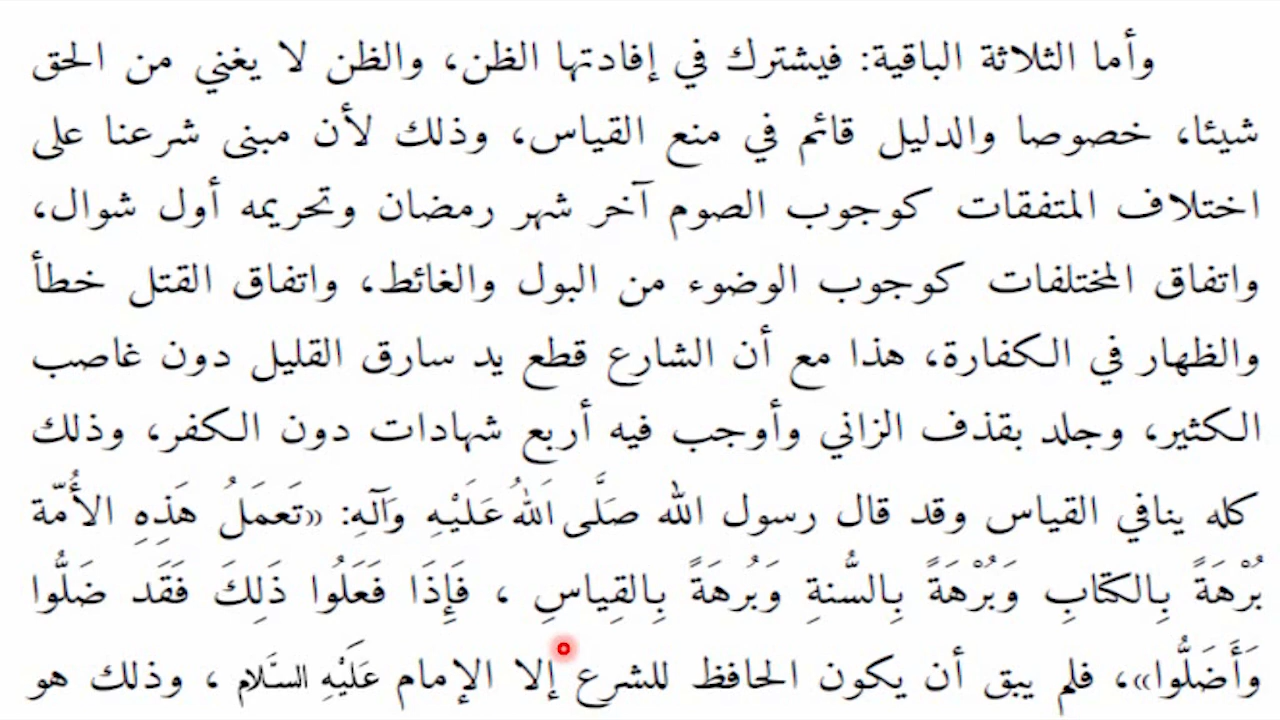 وأما الثلاثة الباقية: فيشترك في إفادتها الظن، والظن لا يغني من الحق
شيئا، خصوصا والدليل قائم في منع القياس، وذلك لأن مبنى شرعنا على
اختلاف المتفقات كوجوب الصوم آخر شهر رمضان وتحريمه أول شوال،
واتفاق المختلفات كوجوب الوضوء من البول والغائط، واتفاق القتل خطأ
والظهار في الكفارة، هذا مع أن الشارع قطع يد سارق القليل دون غاصب
الكثير، وجلد بقذف الزاني وأوجب فيه أربع شهادات دون الكفر، وذلك
كله ينافي القياس وقد قال رسول الله صَلَّى اَللهُ عَلَيْهِ وَآلَهِ: «تَعمَلُ هَذِهِ الأُمّة
بُرْهَةً بِالكتابِ وَبُرْهَةً بِالسُّنةِ وَبُرهَةً بِالقِياسِ ، فَإِذَا فَعَلُوا ذَلِكَ فَقَد ضَلُّوا
وَأَضَلُّوا»، فلم يبق أن يكون الحافظ للشرع إلا الإمام عَلَيْهِ السَّلام ، وذلك هو